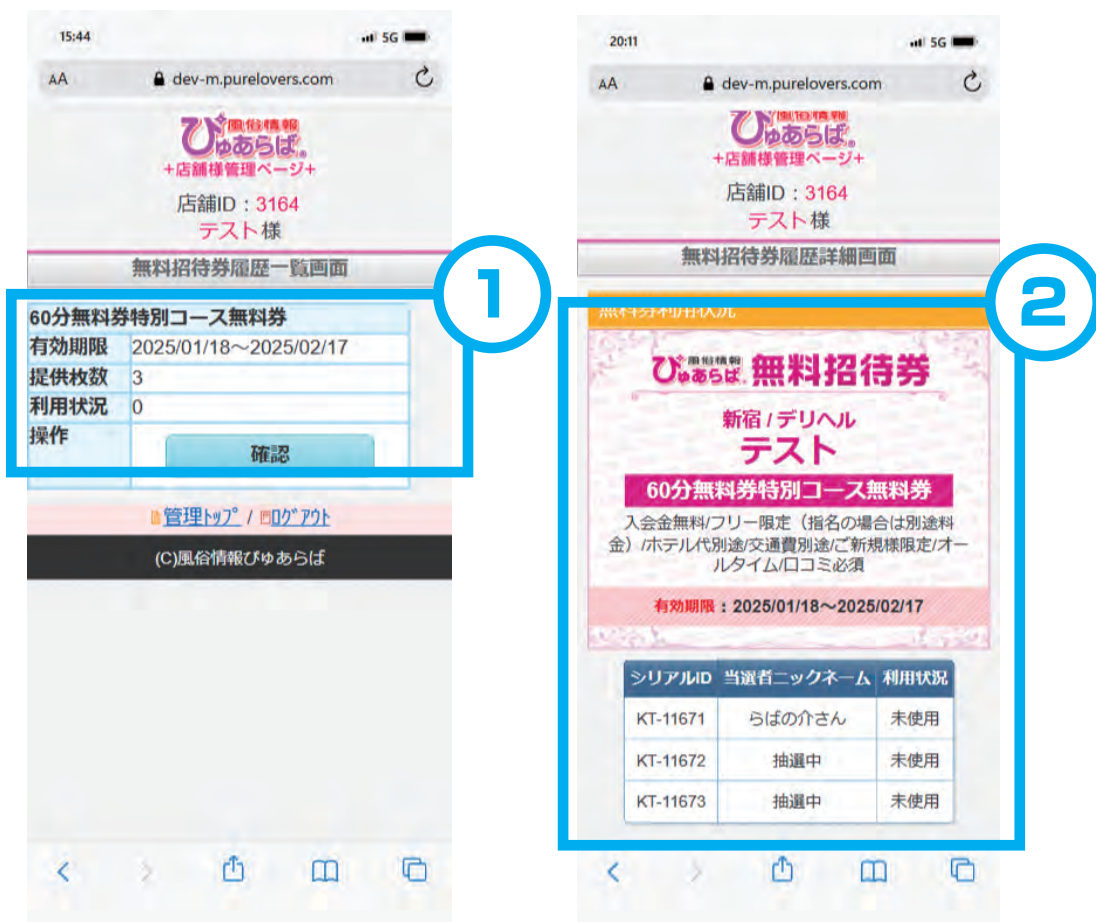 15:44
5G
AA
dev-m.purelovers.com
風俗情報
ぴゅあらば。
+店舗様管理ページ+
店舗ID：3164
テスト様
無料招待券履歴一覧画面
1
60分無料券特別コース無料券
有効期限 2025/01/18～2025/02/17
提供枚数 3
利用状況 0
操作
確認
管理ﾄｯﾌﾟ / ﾛｸﾞｱｳﾄ
(C)風俗情報ぴゅあらば
20:11
5G
AA
dev-m.purelovers.com
風俗情報
ぴゅあらば。
+店舗様管理ページ+
店舗ID：3164
テスト様
無料招待券履歴詳細画面
2
無料券利用状況
風俗情報
ぴゅあらば。無料招待券
新宿 / デリヘル
テスト
60分無料券特別コース無料券
入会金無料/フリー限定（指名の場合は別途料
金）/ホテル代別途/交通費別途/ご新規様限定/オー
ルタイム/口コミ必須
有効期限：2025/01/18～2025/02/17
シリアルID 当選者ニックネーム 利用状況
KT-11671 らばの介さん 未使用
KT-11672 抽選中 未使用
KT-11673 抽選中 未使用